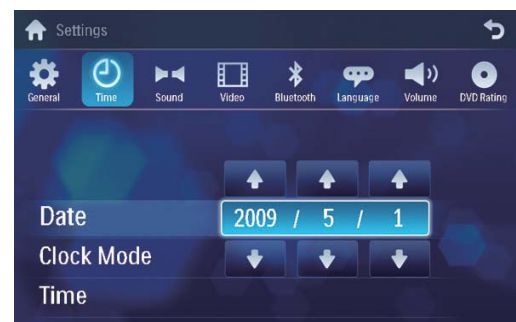 Settings
General Time Sound Video Bluetooth Language Volume DVD Rating
Date 2009 / 5 / 1
Clock Mode
Time